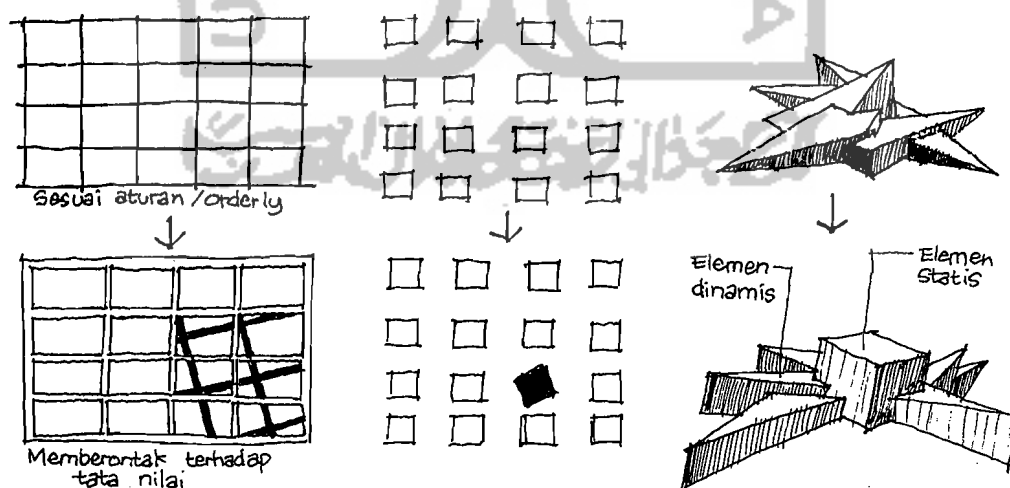 Sesuai aturan /orderly
Memberontak terhadap
tata nilai
Elemen
dinamis
Elemen
Statis